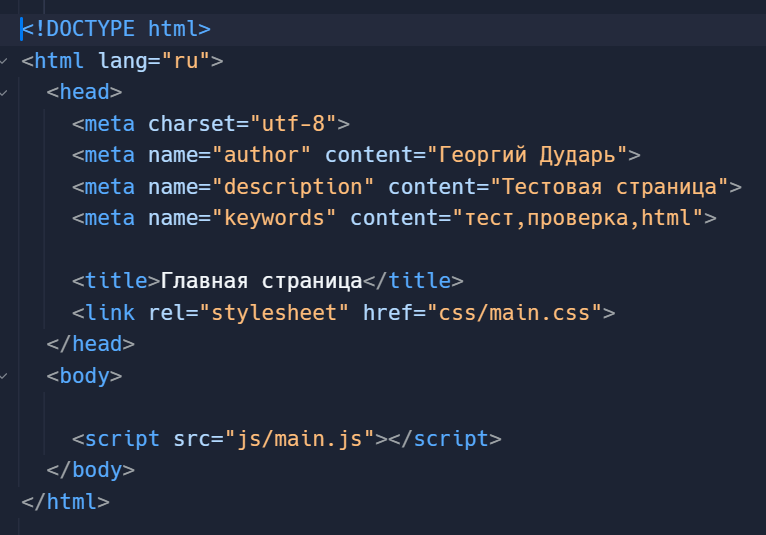 <!DOCTYPE html>
<html lang="ru">
<head>
<meta charset="utf-8">
<meta name="author" content="Георгий Дударь">
<meta name="description" content="Тестовая страница">
<meta name="keywords" content="тест,проверка,html">
<title>Главная страница</title>
<link rel="stylesheet" href="css/main.css">
</head>
<body>
<script src="js/main.js"></script>
</body>
</html>